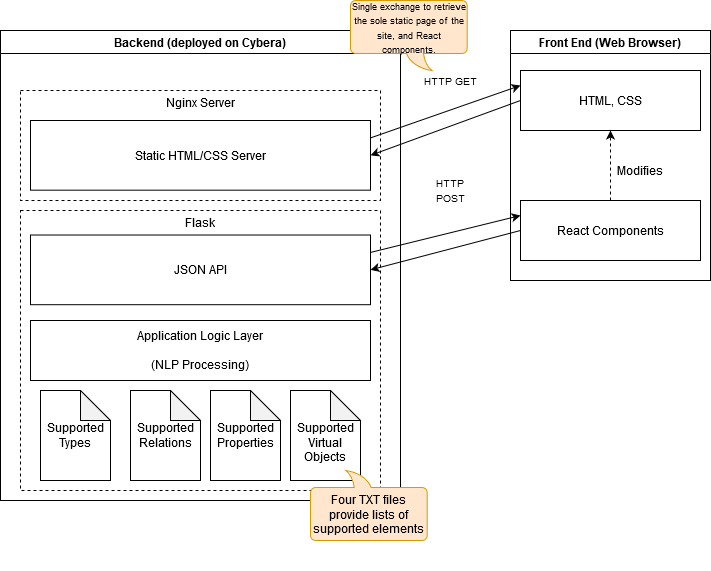 Single exchange to retrieve
the sole static page of the
site, and React
components.
Backend (deployed on Cybera)
Front End (Web Browser)
HTTP GET
Nginx Server
HTML, CSS
Static HTML/CSS Server
Modifies
HTTP
POST
Flask
React Components
JSON API
Application Logic Layer
(NLP Processing)
Supported
Types
Supported
Relations
Supported
Properties
Supported
Virtual
Objects
Four TXT files
provide lists of
supported elements